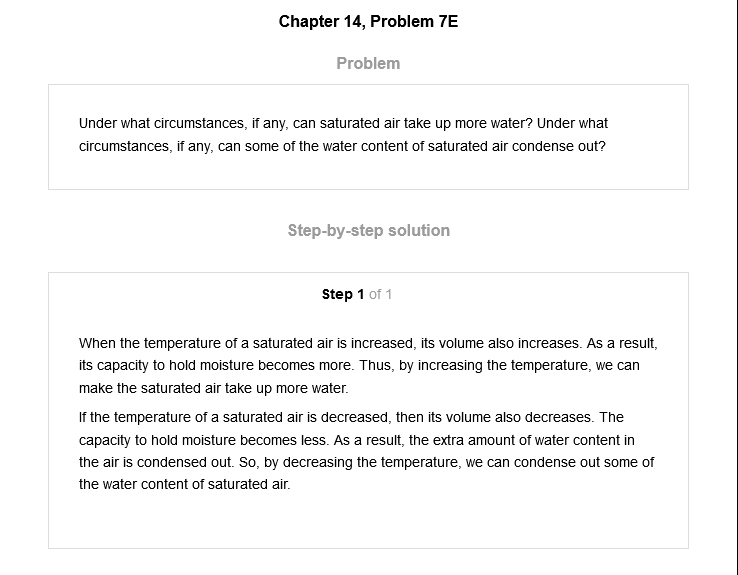 Chapter 14, Problem 7E
Problem
Under what circumstances, if any, can saturated air take up more water? Under what
circumstances, if any, can some of the water content of saturated air condense out?
Step-by-step solution
Step 1 of 1
When the temperature of a saturated air is increased, its volume also increases. As a result,
its capacity to hold moisture becomes more. Thus, by increasing the temperature, we can
make the saturated air take up more water.
If the temperature of a saturated air is decreased, then its volume also decreases. The
capacity to hold moisture becomes less. As a result, the extra amount of water content in
the air is condensed out. So, by decreasing the temperature, we can condense out some of
the water content of saturated air.